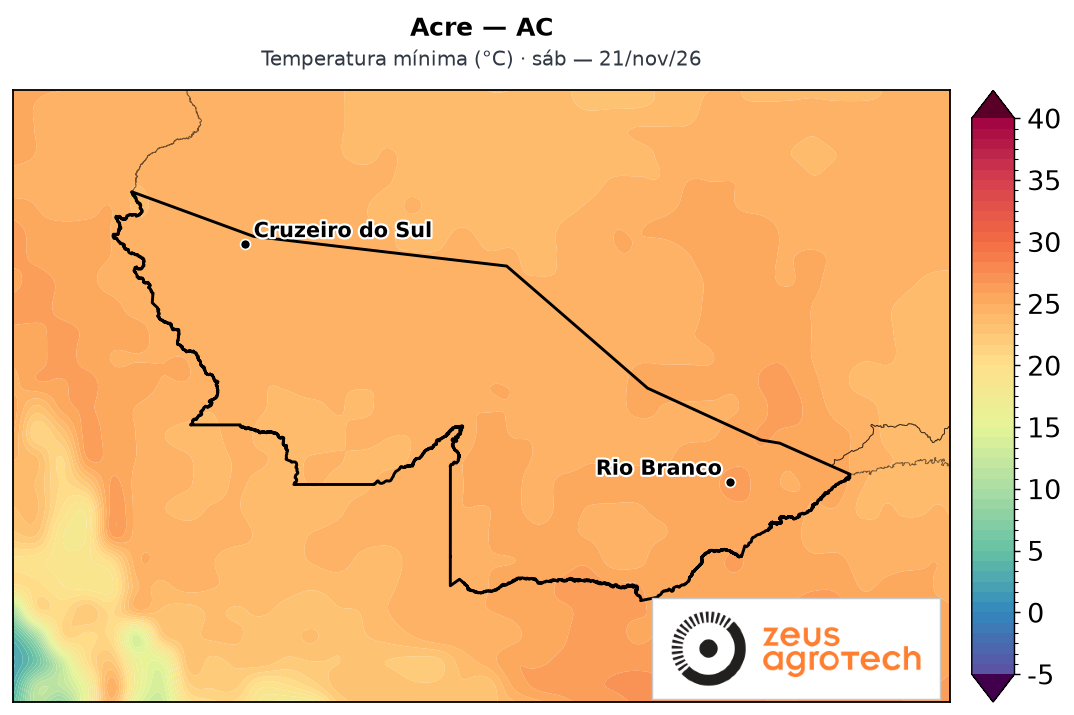 Acre — AC
Temperatura mínima (°C) · sáb — 21/nov/26
Cruzeiro do Sul
Rio Branco
40
35
30
25
20
15
10
5
0
-5
zeus
agrotech